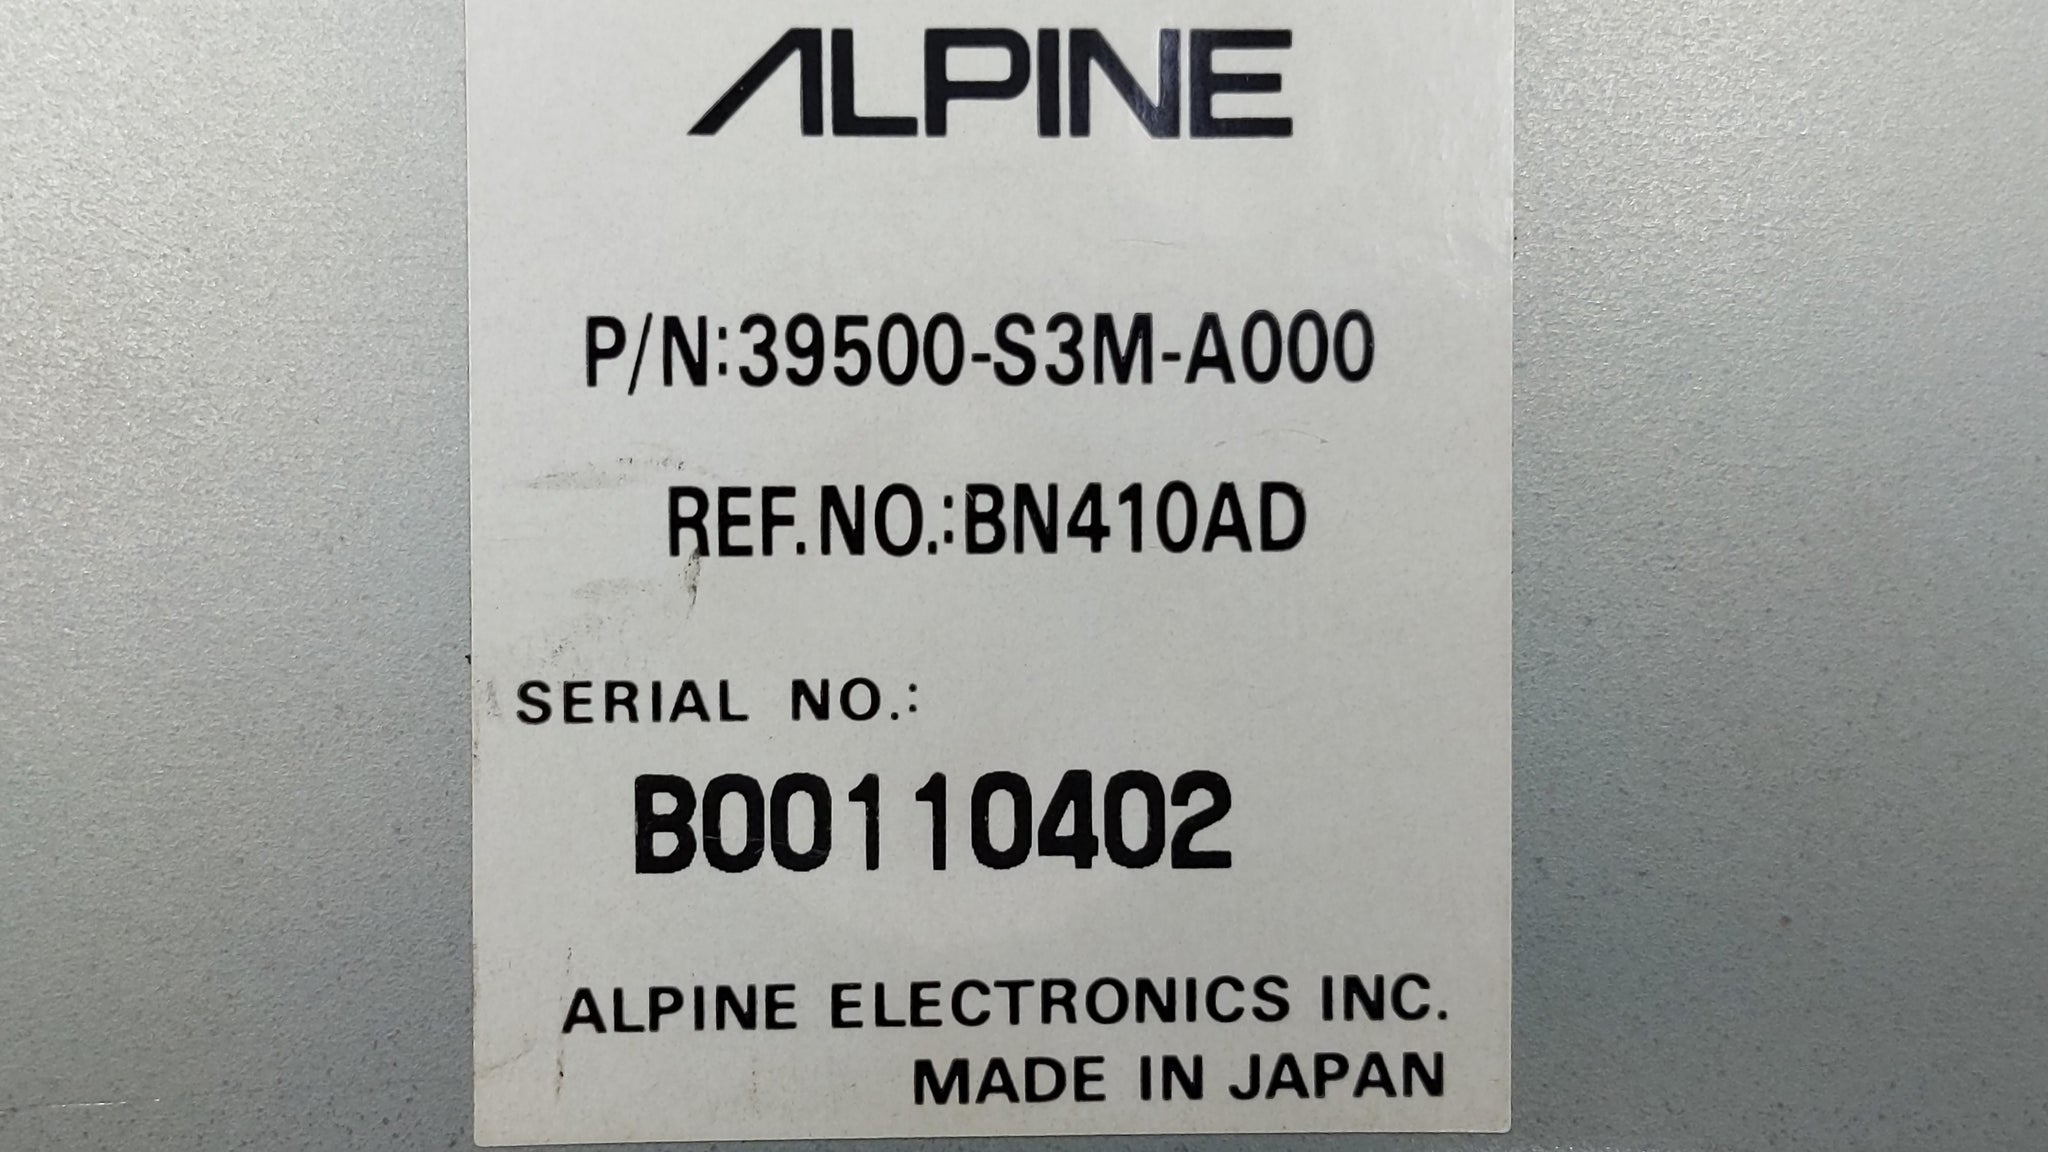 ALPINE
P/N:39500-S3M-A000
REF.NO.:BN410AD
SERIAL NO.:
B00110402
ALPINE ELECTRONICS INC.
MADE IN JAPAN